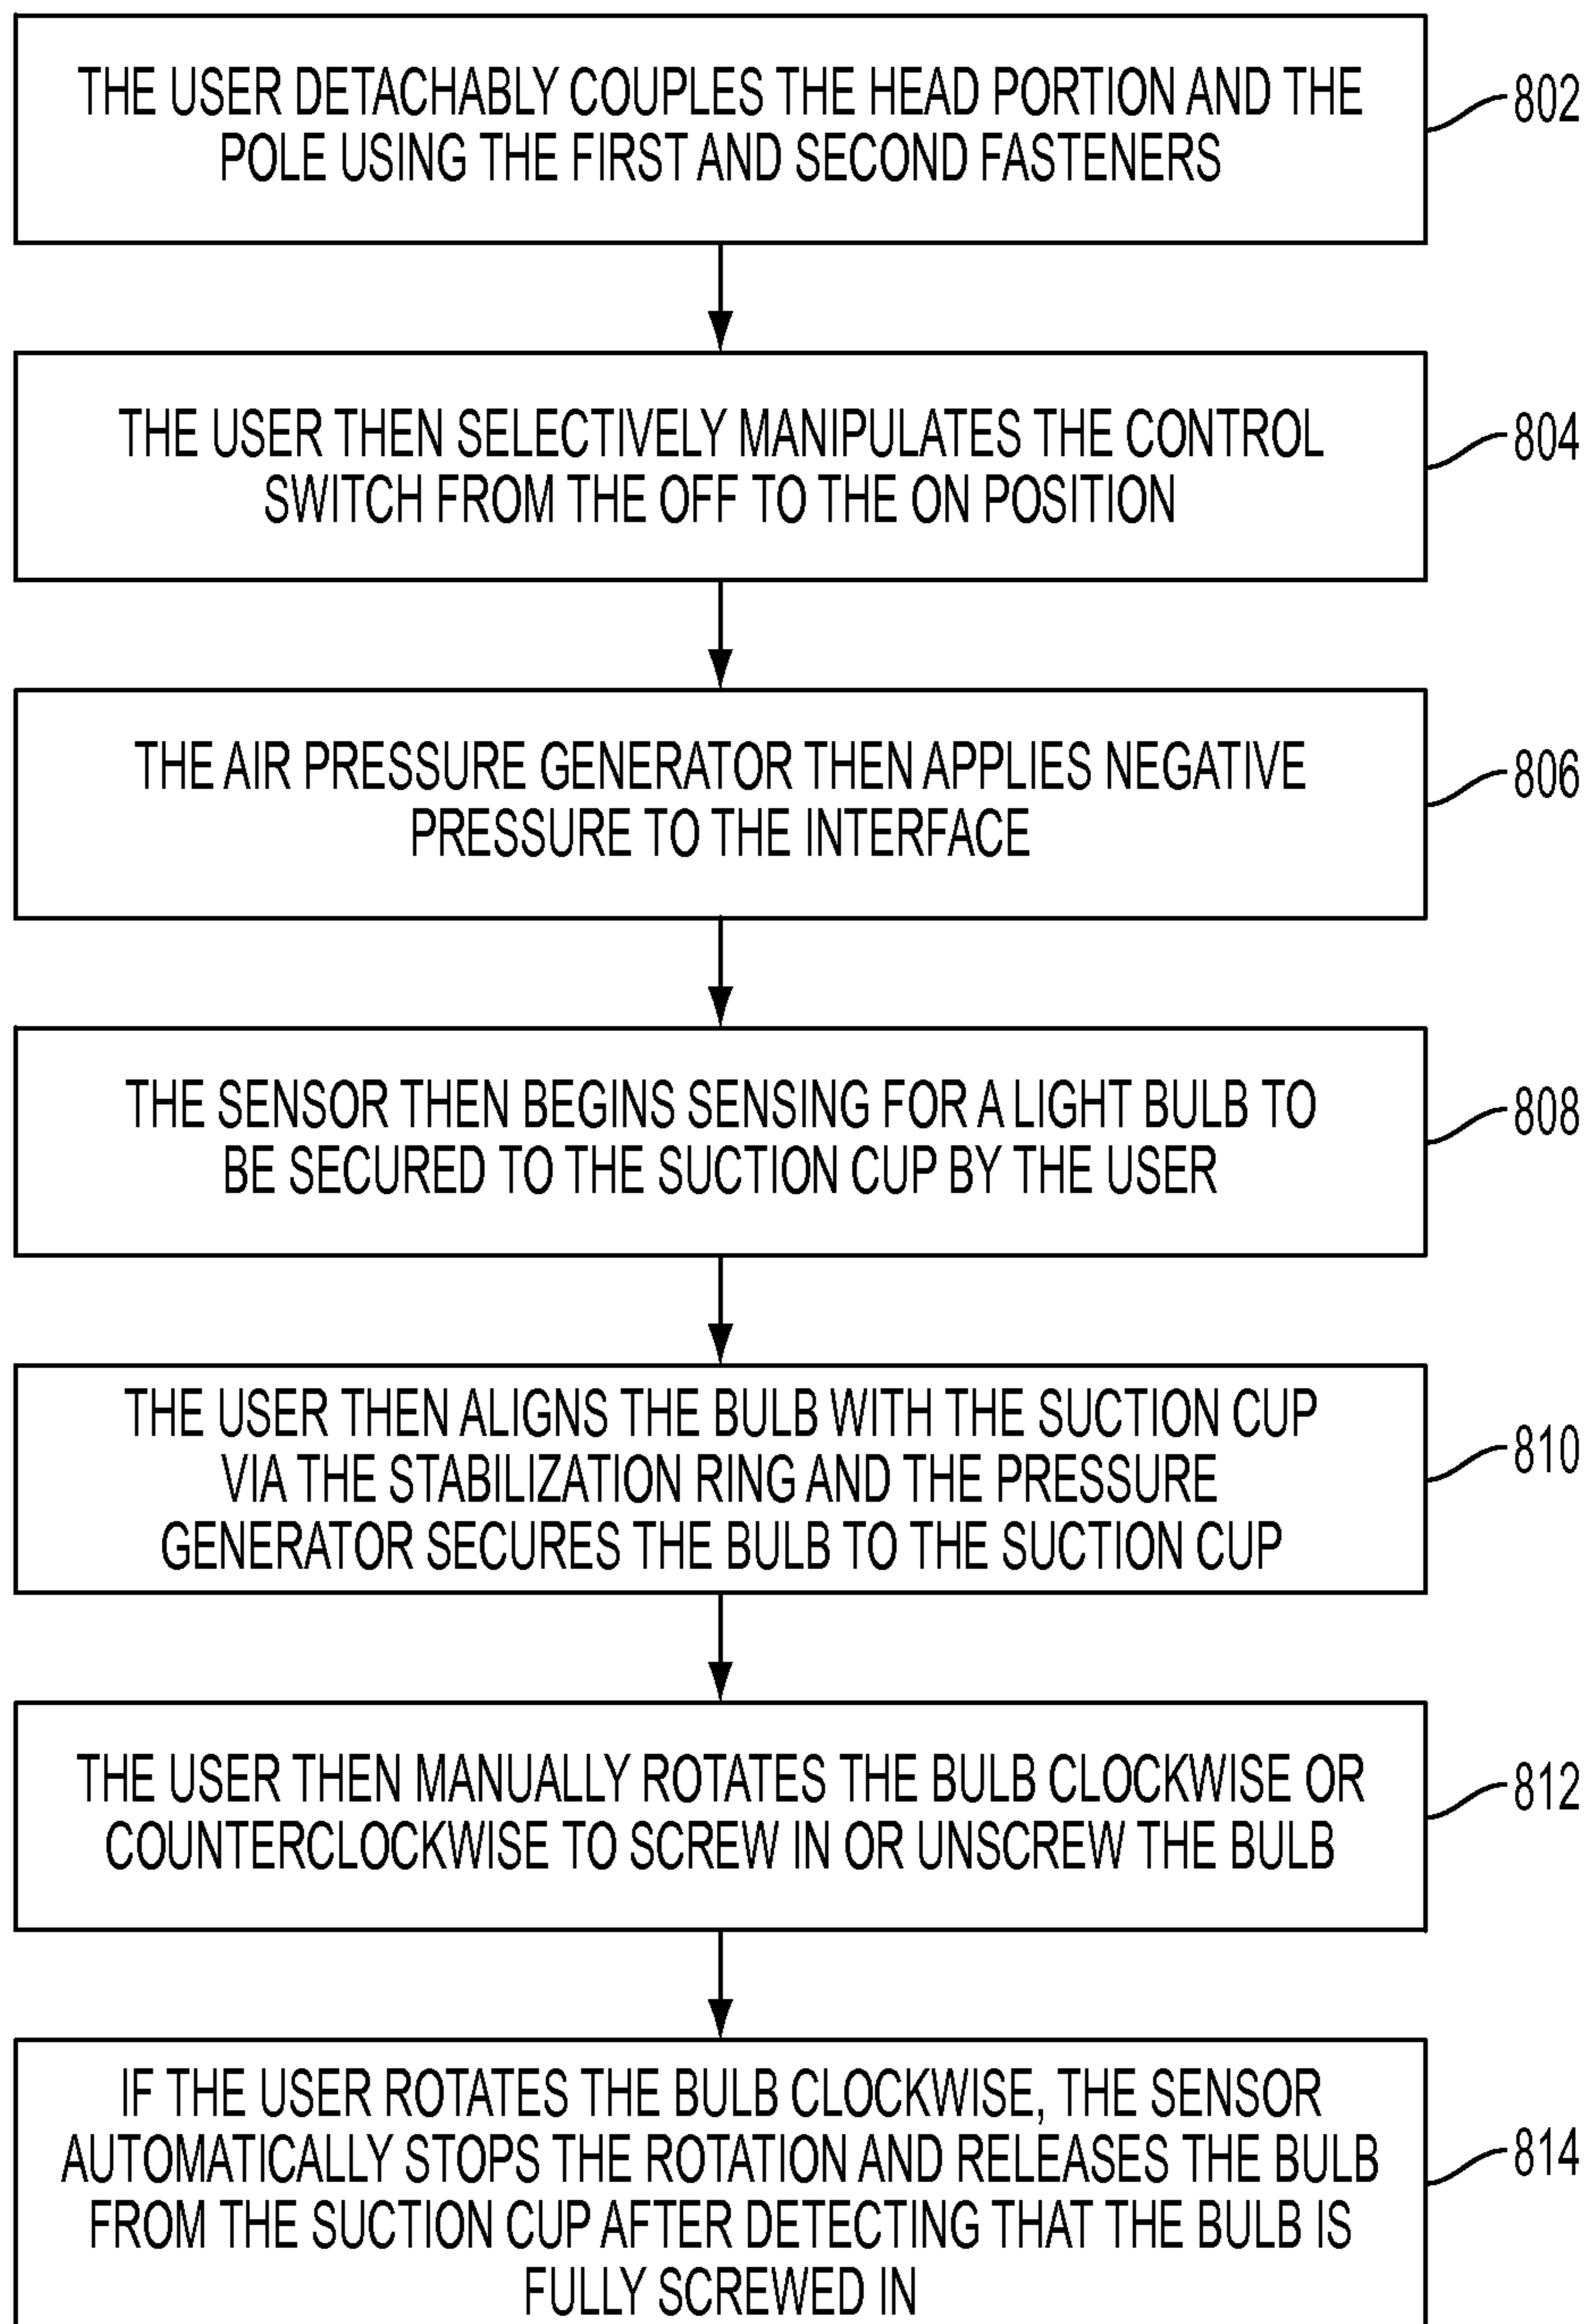 THE USER DETACHABLY COUPLES THE HEAD PORTION AND THE
POLE USING THE FIRST AND SECOND FASTENERS
802
THE USER THEN SELECTIVELY MANIPULATES THE CONTROL
SWITCH FROM THE OFF TO THE ON POSITION
804
THE AIR PRESSURE GENERATOR THEN APPLIES NEGATIVE
PRESSURE TO THE INTERFACE
806
THE SENSOR THEN BEGINS SENSING FOR A LIGHT BULB TO
BE SECURED TO THE SUCTION CUP BY THE USER
808
THE USER THEN ALIGNS THE BULB WITH THE SUCTION CUP
VIA THE STABILIZATION RING AND THE PRESSURE
GENERATOR SECURES THE BULB TO THE SUCTION CUP
810
THE USER THEN MANUALLY ROTATES THE BULB CLOCKWISE OR
COUNTERCLOCKWISE TO SCREW IN OR UNSCREW THE BULB
812
IF THE USER ROTATES THE BULB CLOCKWISE, THE SENSOR
AUTOMATICALLY STOPS THE ROTATION AND RELEASES THE BULB
FROM THE SUCTION CUP AFTER DETECTING THAT THE BULB IS
FULLY SCREWED IN
814